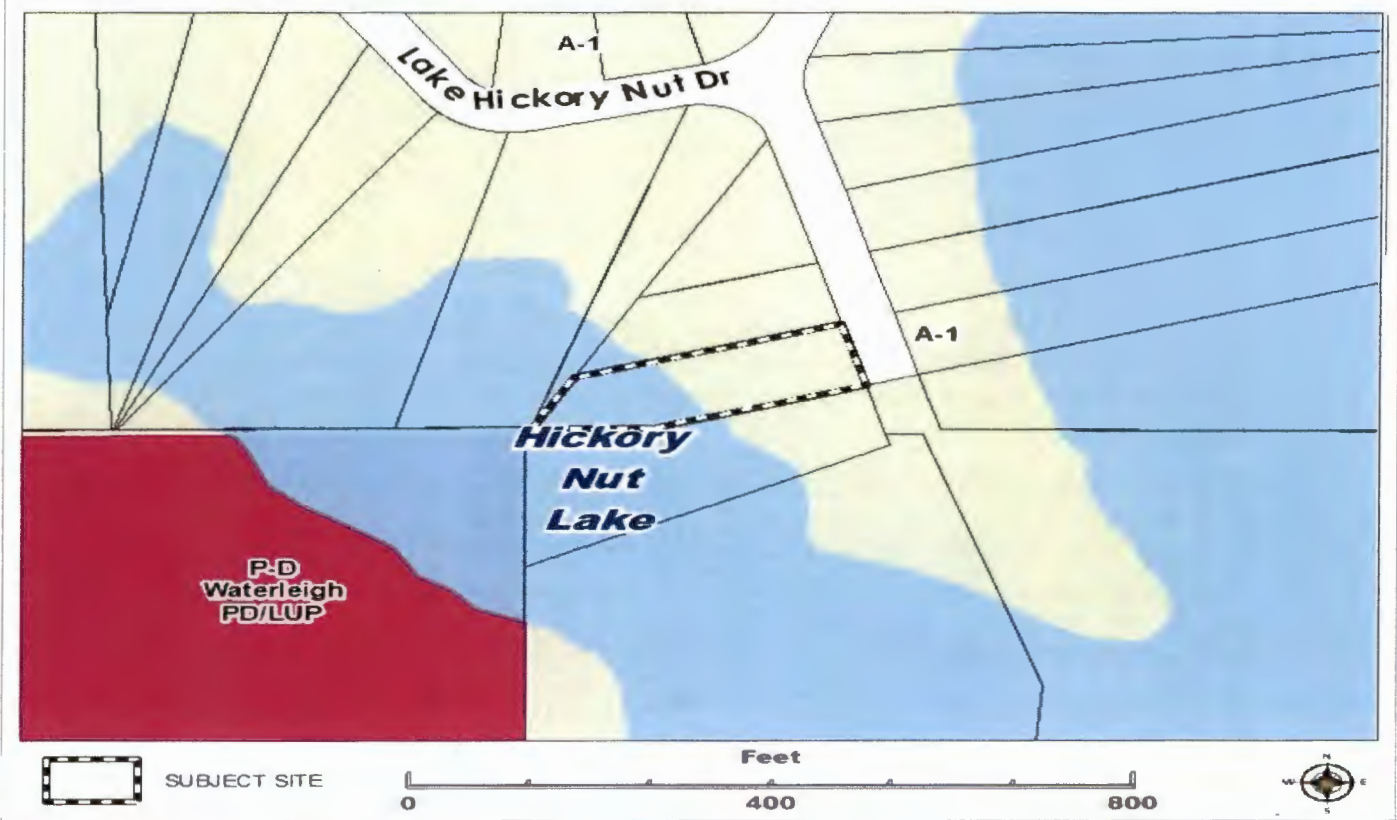 A-1
Lake Hickory Nut Dr
A-1
Hickory
Nut
Lake
P-D
Waterleigh
PD/LUP
SUBJECT SITE
Feet
0 400 800
N
W E
S